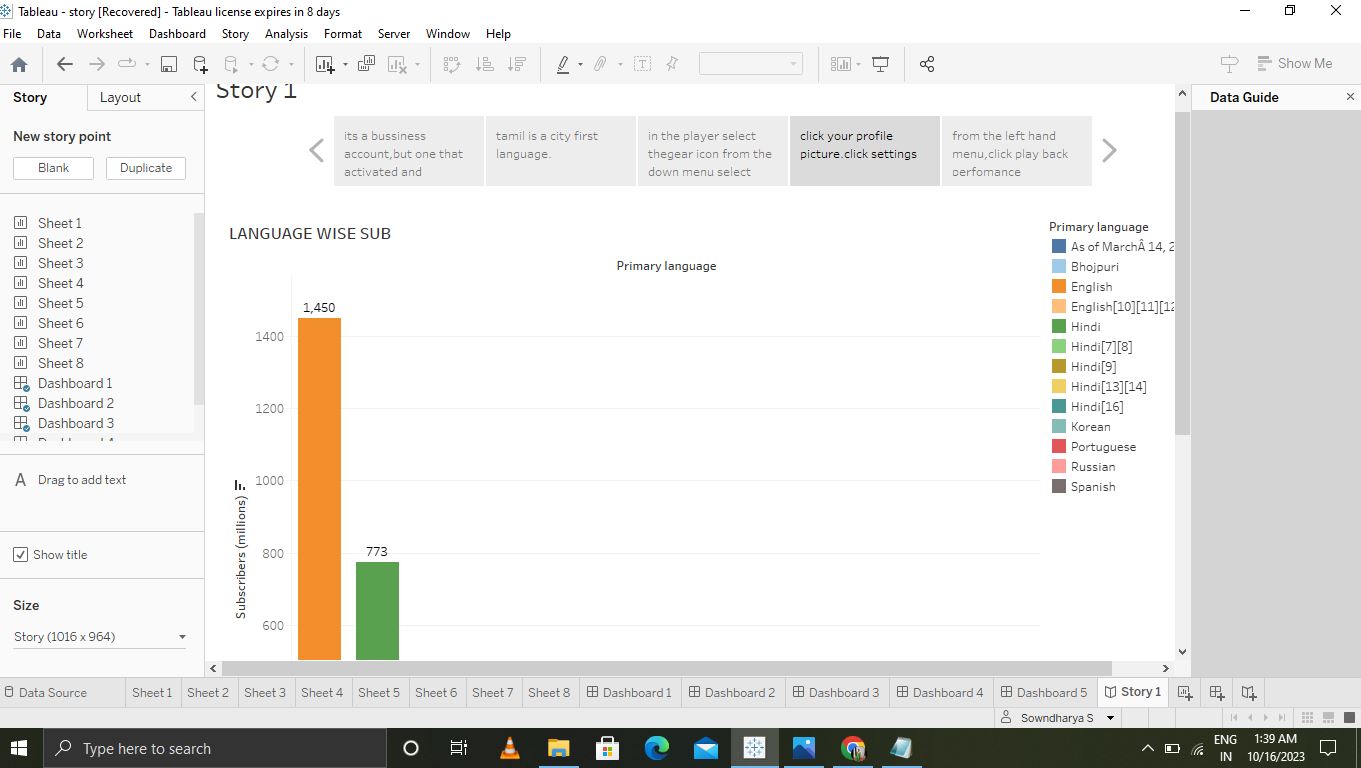 Tableau - story [Recovered] - Tableau license expires in 8 days
File Data Worksheet Dashboard Story Analysis Format Server Window Help
Show Me
Story Layout
Story 1
Data Guide
New story point
Blank Duplicate
its a bussiness
account,but one that
activated and
tamil is a city first
language.
in the player select
thegear icon from the
down menu select
click your profile
picture.click settings
from the left hand
menu,click play back
perfomance
Sheet 1
Sheet 2
Sheet 3
Sheet 4
Sheet 5
Sheet 6
Sheet 7
Sheet 8
Dashboard 1
Dashboard 2
Dashboard 3
A Drag to add text
Show title
Size
Story (1016 x 964)
LANGUAGE WISE SUB
Primary language
1,450
773
1400
1200
1000
800
600
Subscribers (millions)
Primary language
As of MarchÂ 14, 2
Bhojpuri
English
English[10][11][12
Hindi
Hindi[7][8]
Hindi[9]
Hindi[13][14]
Hindi[16]
Korean
Portuguese
Russian
Spanish
Data Source Sheet 1 Sheet 2 Sheet 3 Sheet 4 Sheet 5 Sheet 6 Sheet 7 Sheet 8 Dashboard 1 Dashboard 2 Dashboard 3 Dashboard 4 Dashboard 5 Story 1
Sowndharya S
Type here to search
ENG
IN
1:39 AM
10/16/2023